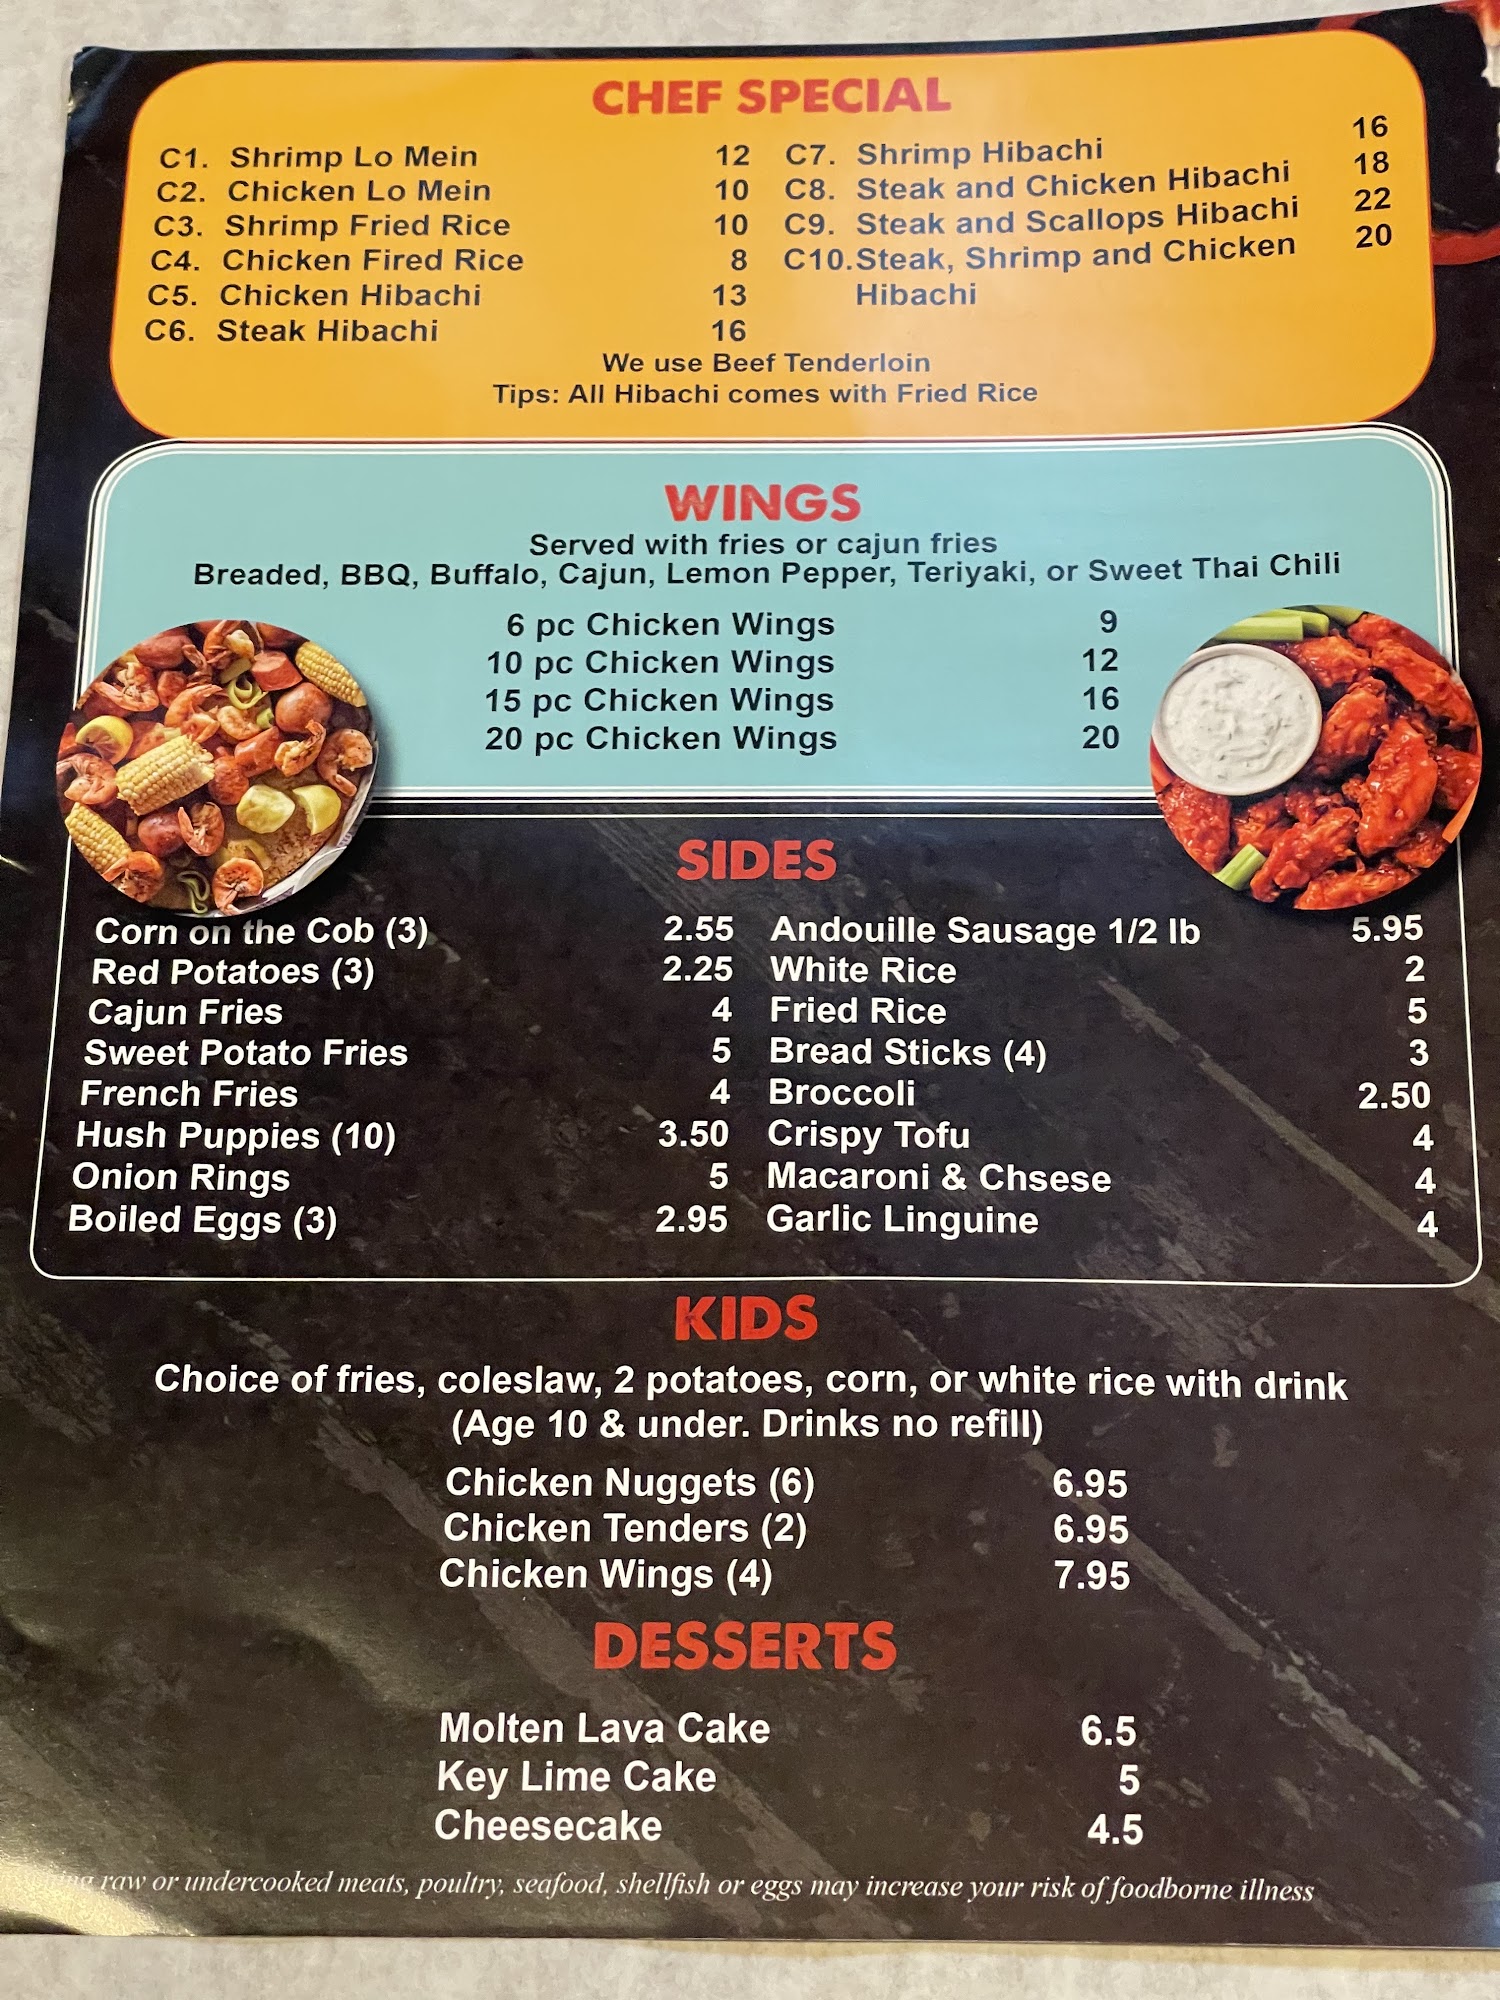 CHEF SPECIAL
C1. Shrimp Lo Mein 12
C2. Chicken Lo Mein 10
C3. Shrimp Fried Rice 10
C4. Chicken Fired Rice 8
C5. Chicken Hibachi 13
C6. Steak Hibachi 16
C7. Shrimp Hibachi 16
C8. Steak and Chicken Hibachi 18
C9. Steak and Scallops Hibachi 22
C10.Steak, Shrimp and Chicken 20
Hibachi
We use Beef Tenderloin
Tips: All Hibachi comes with Fried Rice
WINGS
Served with fries or cajun fries
Breaded, BBQ, Buffalo, Cajun, Lemon Pepper, Teriyaki, or Sweet Thai Chili
6 pc Chicken Wings 9
10 pc Chicken Wings 12
15 pc Chicken Wings 16
20 pc Chicken Wings 20
SIDES
Corn on the Cob (3) 2.55
Red Potatoes (3) 2.25
Cajun Fries 4
Sweet Potato Fries 5
French Fries 4
Hush Puppies (10) 3.50
Onion Rings 5
Boiled Eggs (3) 2.95
Andouille Sausage 1/2 lb 5.95
White Rice 2
Fried Rice 5
Bread Sticks (4) 3
Broccoli 2.50
Crispy Tofu 4
Macaroni & Chsese 4
Garlic Linguine 4
KIDS
Choice of fries, coleslaw, 2 potatoes, corn, or white rice with drink
(Age 10 & under. Drinks no refill)
Chicken Nuggets (6) 6.95
Chicken Tenders (2) 6.95
Chicken Wings (4) 7.95
DESSERTS
Molten Lava Cake 6.5
Key Lime Cake 5
Cheesecake 4.5
raw or undercooked meats, poultry, seafood, shellfish or eggs may increase your risk of foodborne illness